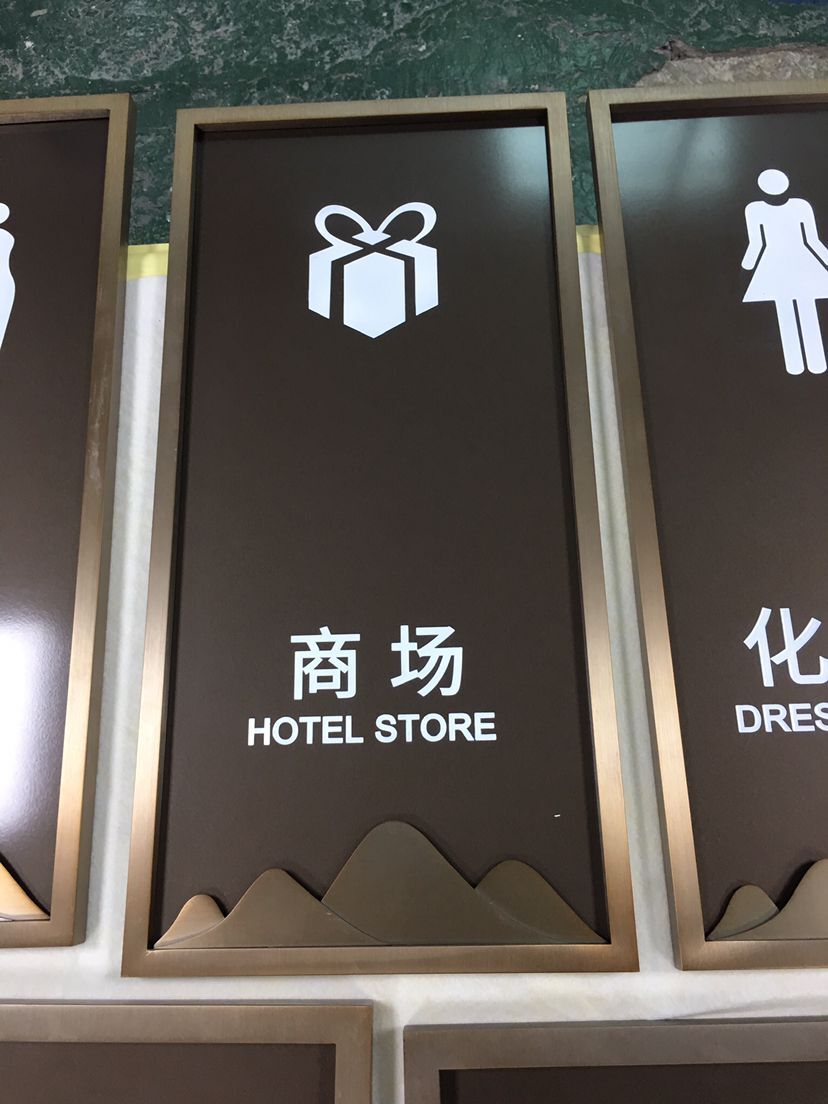 商场
HOTEL STORE
化
DRES